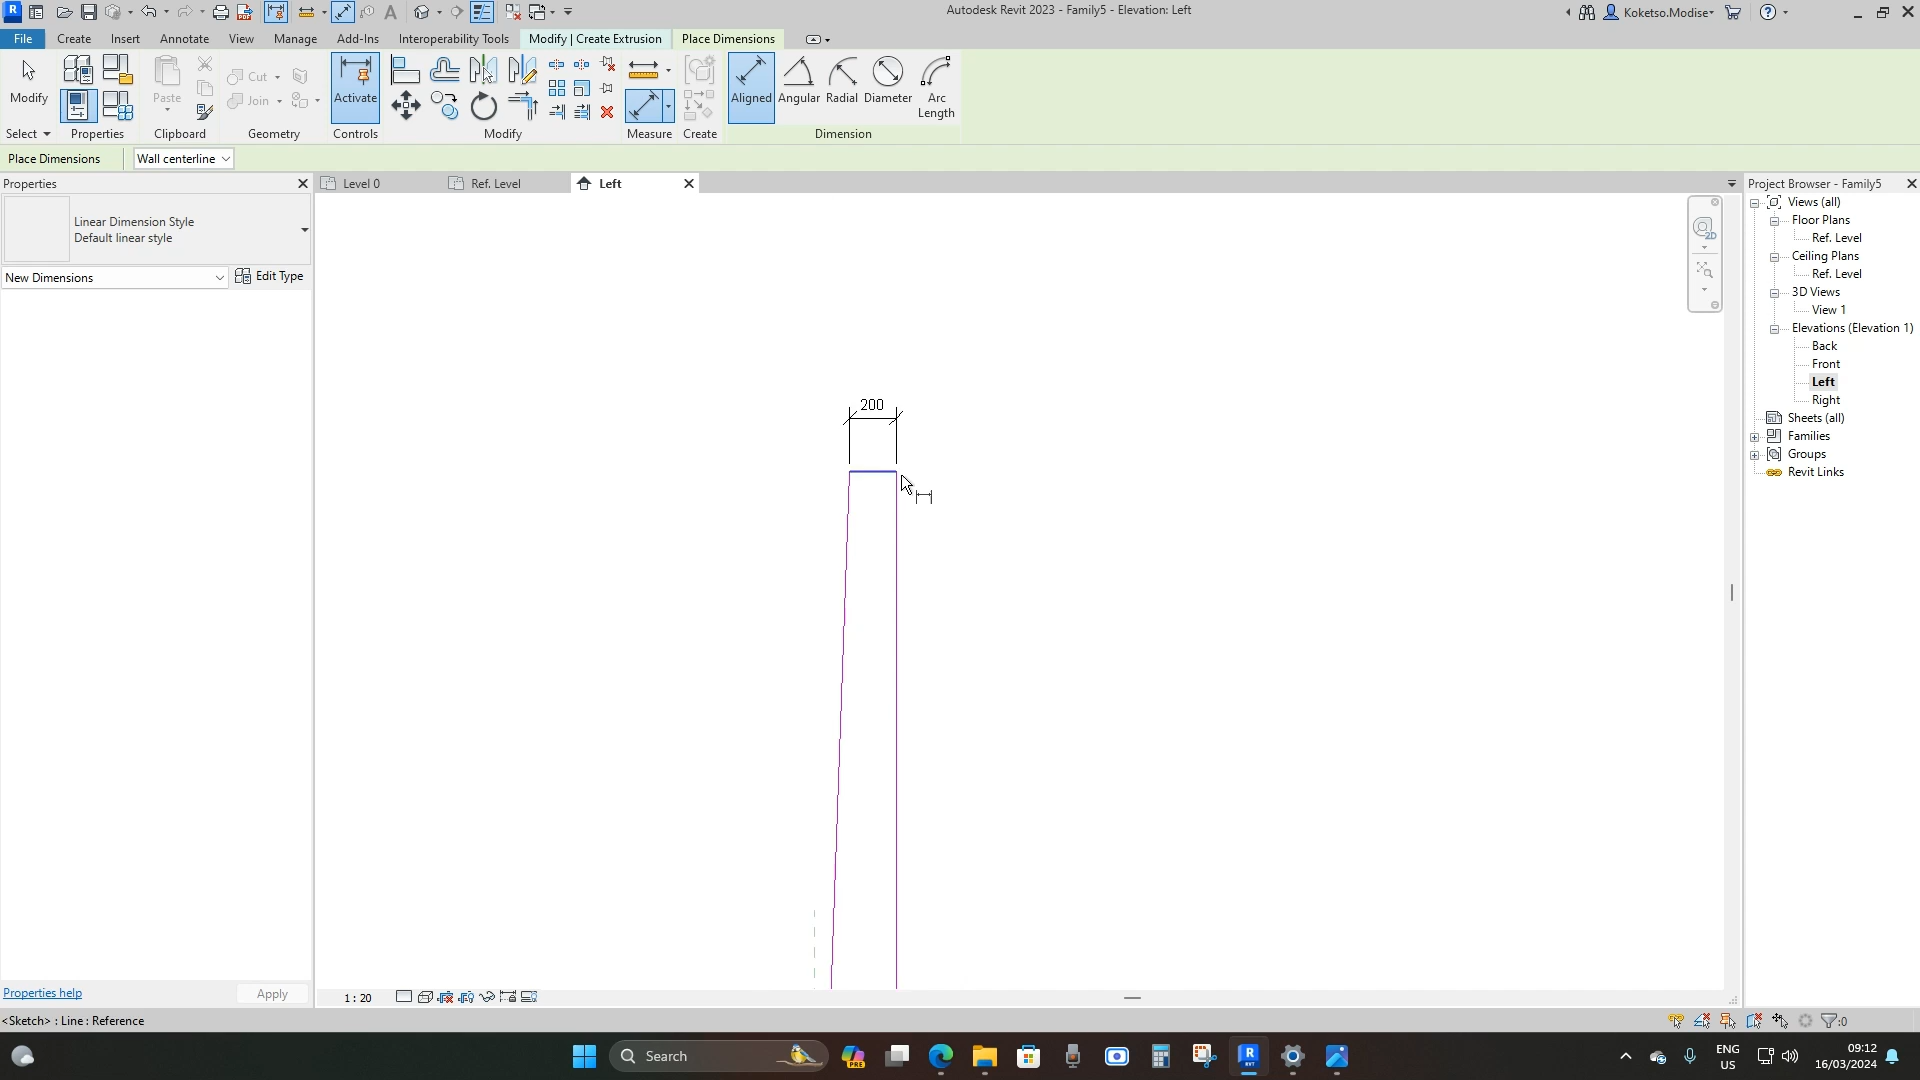 Autodesk Revit 2023 - Family5 - Elevation: Left
Koketso.Modise
File
Create
Insert
Annotate
View
Manage
Add-Ins
Interoperability Tools
Modify | Create Extrusion
Place Dimensions
Modify
Paste
Cut
Join
Activate
Aligned
Angular
Radial
Diameter
Arc
Length
Select
Properties
Clipboard
Geometry
Controls
Modify
Measure
Create
Dimension
Place Dimensions
Wall centerline
Properties
Level 0
Ref. Level
Left
Project Browser - Family5
Linear Dimension Style
Default linear style
New Dimensions
Edit Type
Views (all)
Floor Plans
Ref. Level
Ceiling Plans
Ref. Level
3D Views
View 1
Elevations (Elevation 1)
Back
Front
Left
Right
Sheets (all)
Families
Groups
Revit Links
2D
200
Properties help
Apply
1 : 20
<Sketch> : Line : Reference
:0
Search
PRE
R
RVT
ENG
US
09:12
16/03/2024